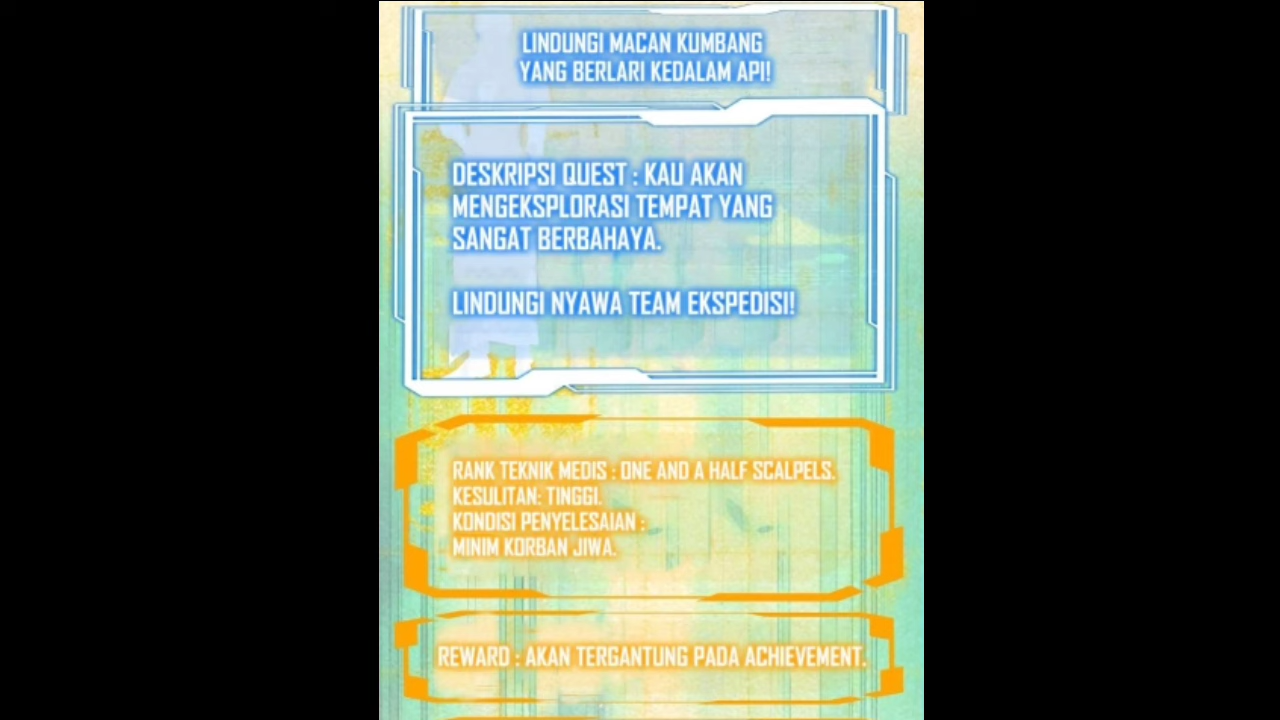 LINDUNGI MACAN KUMBANG
YANG BERLARI KEDALAM API!
DESKRIPSI QUEST : KAU AKAN
MENGEKSPLORASI TEMPAT YANG
SANGAT BERBAHAYA.
LINDUNGI NYAWA TEAM EKSPEDISI!
RANK TEKNIK MEDIS : ONE AND A HALF SCALPELS.
KESULITAN: TINGGI.
KONDISI PENYELESAIAN :
MINIM KORBAN JIWA.
REWARD : AKAN TERGANTUNG PADA ACHIEVEMENT.